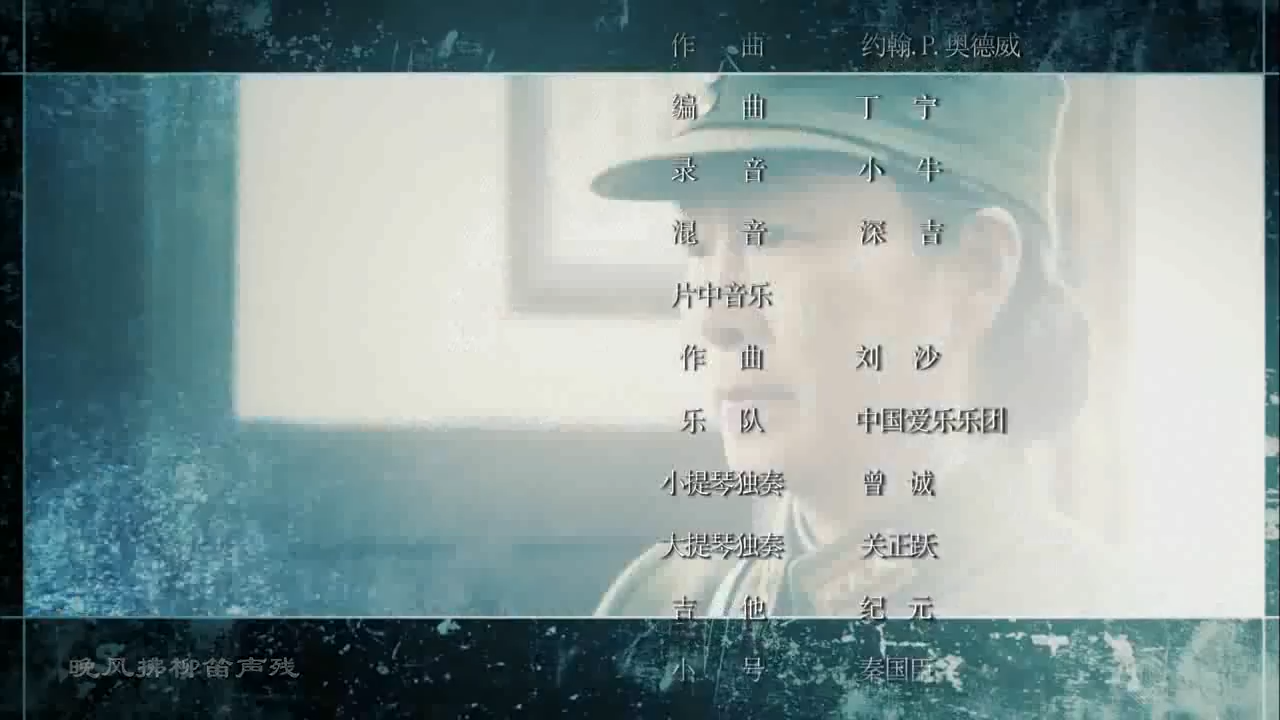 作 曲 约翰.P.奥德威
编 曲 丁 宁
录 音 小 牛
混 音 深 吉
片中音乐
作 曲 刘 沙
乐 队 中国爱乐乐团
小提琴独奏 曾 诚
大提琴独奏 关正跃
吉 他 纪 元
小 号 秦国臣
晚风拂柳笛声残